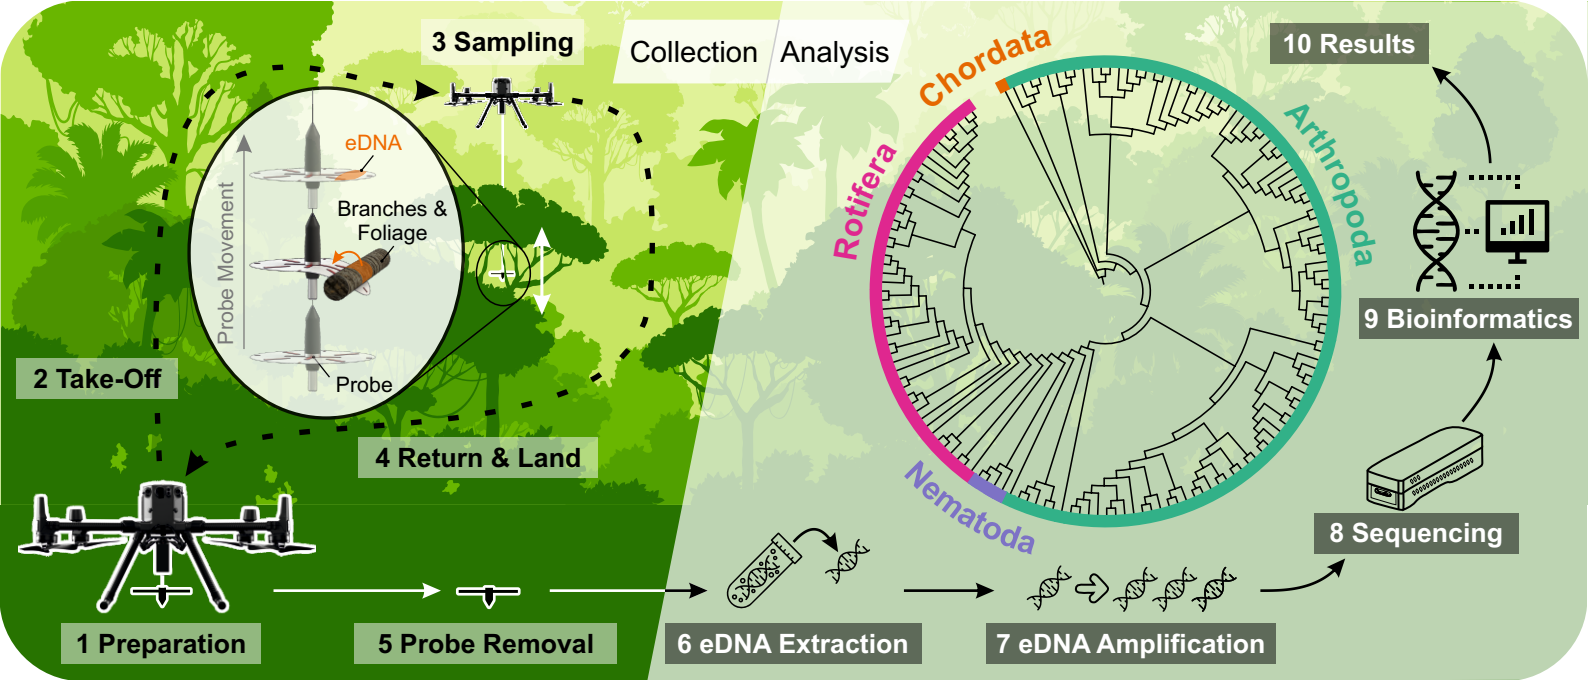 3 Sampling
Collection
Analysis
Chordata
10 Results
eDNA
Branches &
Foliage
Probe Movement
Probe
Rotifera
Arthropoda
Nematoda
9 Bioinformatics
2 Take-Off
4 Return & Land
8 Sequencing
1 Preparation
5 Probe Removal
6 eDNA Extraction
7 eDNA Amplification